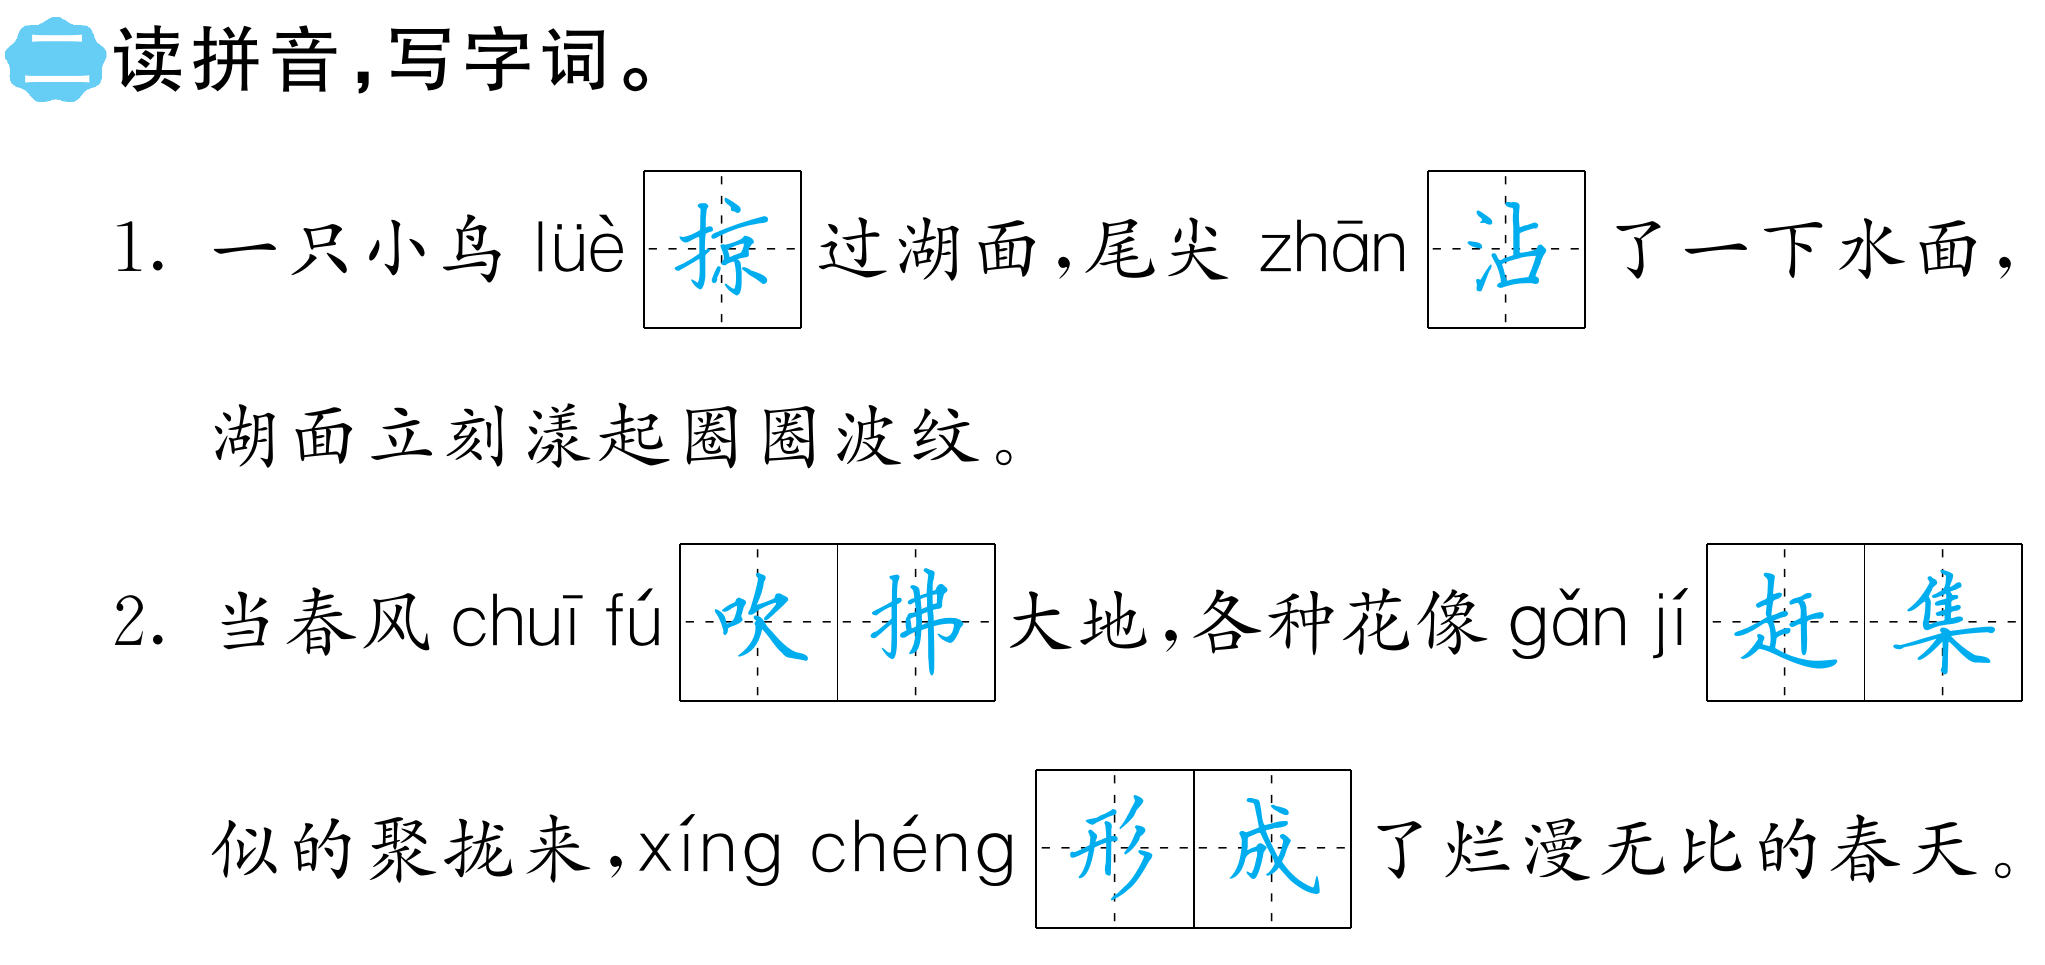 二 读拼音,写字词。
1. 一只小鸟 lüè 掠 过湖面,尾尖 zhān 沾 了一下水面,
湖面立刻漾起圈圈波纹。
2. 当春风 chuī fú 吹拂 大地,各种花像 gǎn jí 赶集
似的聚拢来,xíng chéng 形成 了烂漫无比的春天。